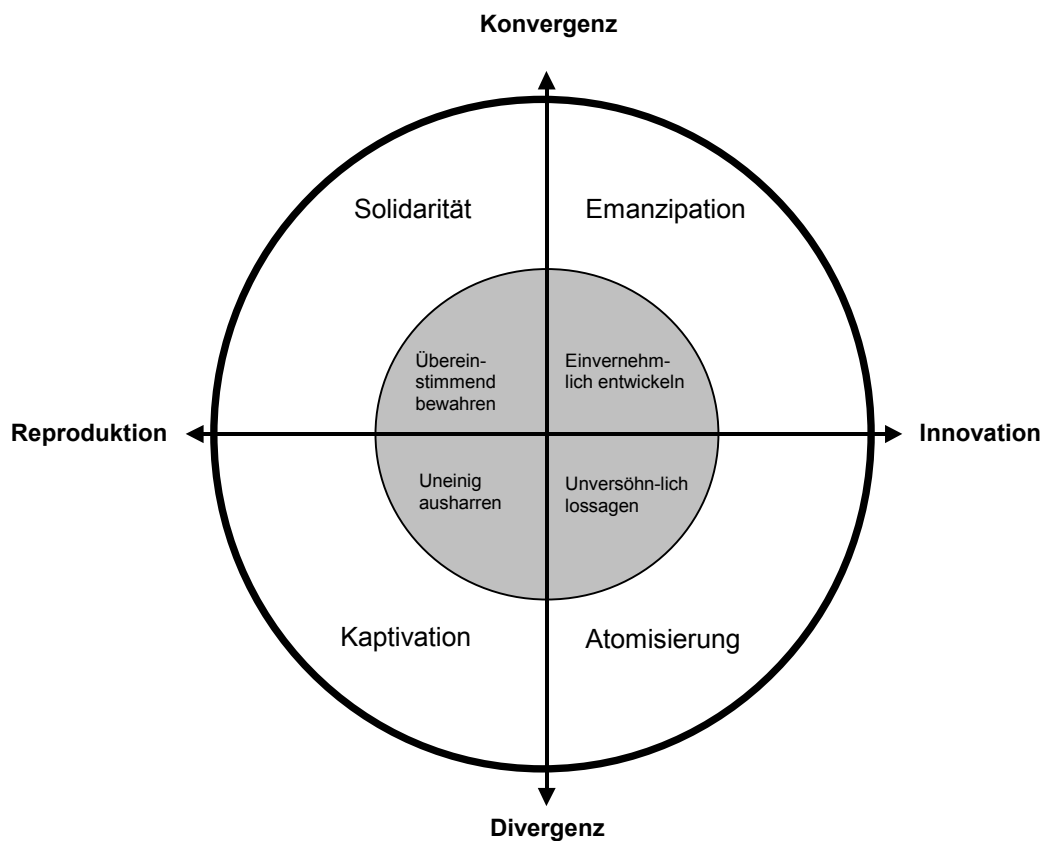 Konvergenz
Solidarität
Emanzipation
Überein-
stimmend
bewahren
Einvernehm-
lich entwickeln
Reproduktion
Innovation
Uneinig
ausharren
Unversöhn-lich
lossagen
Kaptivation
Atomisierung
Divergenz